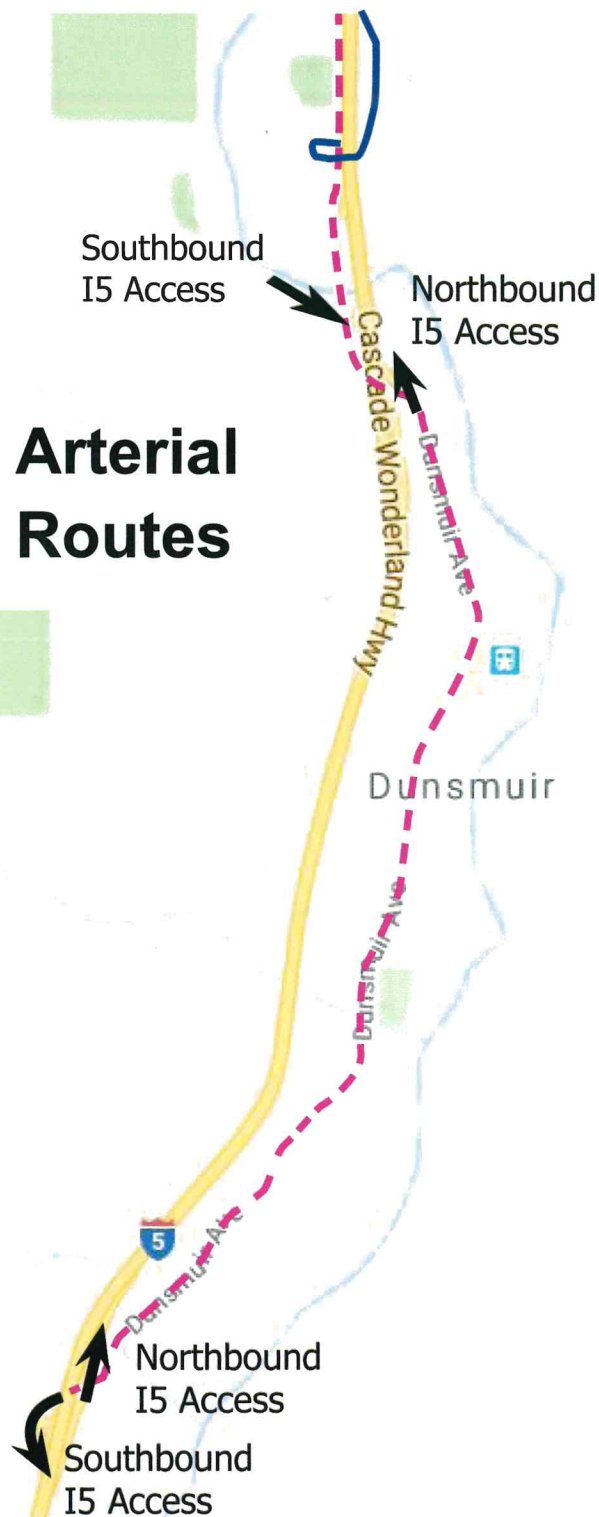 Southbound
I5 Access
Northbound
I5 Access
Cascade Wonderland Hwy
Arterial
Routes
Dunsmuir Ave
Dunsmuir
Dunsmuir Ave
5
Dunsmuir Ave
Northbound
I5 Access
Southbound
I5 Access